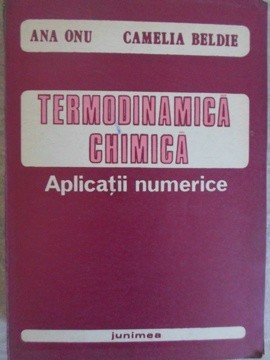 ANA ONU CAMELIA BELDIE
TERMODINAMICĂ
CHIMICĂ
Aplicații numerice
junimea